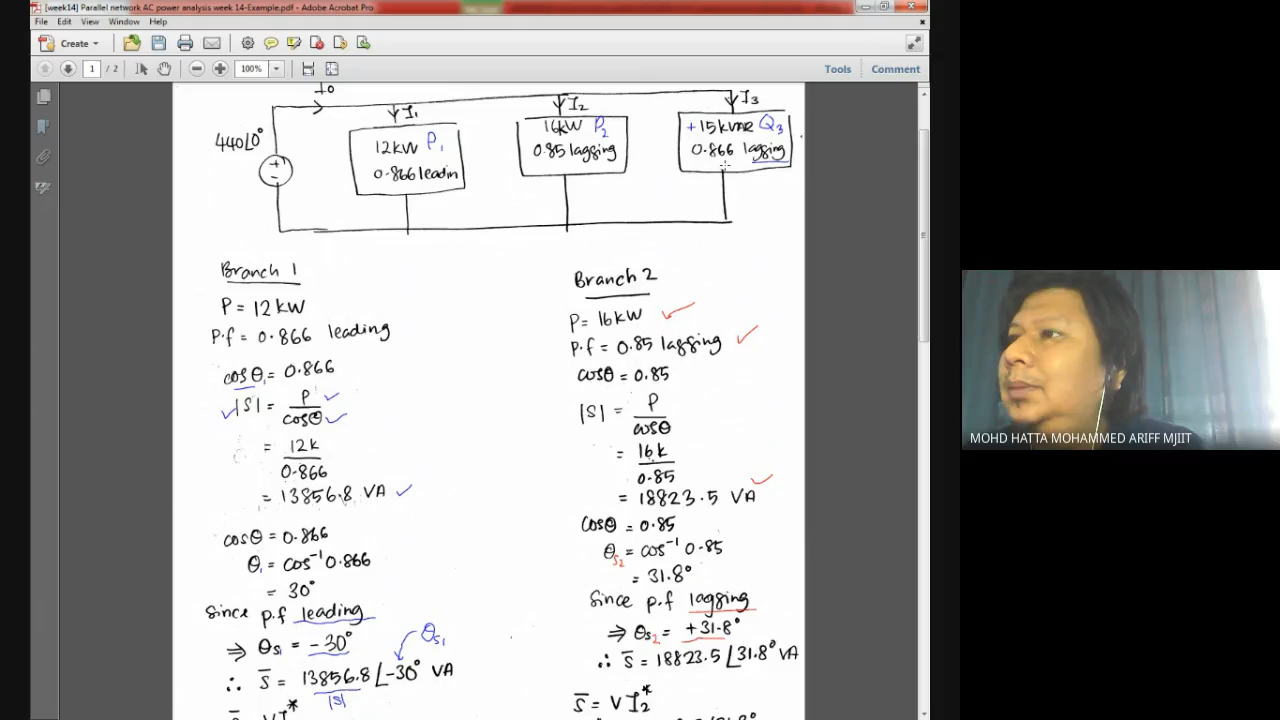 [week14] Parallel network AC power analysis week 14-Example.pdf - Adobe Acrobat Pro
File Edit View Window Help
Create
1 / 2 100% Tools Comment
I0 I1 I2 I3
440∠0°
+
-
12kW P1
0.866 leadin
16kW P2
0.85 lagging
+15kVAR Q3
0.866 lagging
Branch 1
P = 12kW
P.f = 0.866 leading
cosθ1 = 0.866
|S| = P/cosθ
= 12k/0.866
= 13856.8 VA
cosθ = 0.866
θ1 = cos⁻¹ 0.866
= 30°
Since p.f leading
⇒ θS1 = -30° θS1
∴ S̄ = 13856.8∠-30° VA
|S|
Branch 2
P = 16kW
P.f = 0.85 lagging
cosθ = 0.85
|S| = P/cosθ
= 16k/0.85
= 18823.5 VA
cosθ = 0.85
θS2 = cos⁻¹ 0.85
= 31.8°
Since p.f lagging
⇒ θS2 = +31.8°
∴ S̄ = 18823.5∠31.8° VA
S̄ = VI2*
MOHD HATTA MOHAMMED ARIFF MJIIT